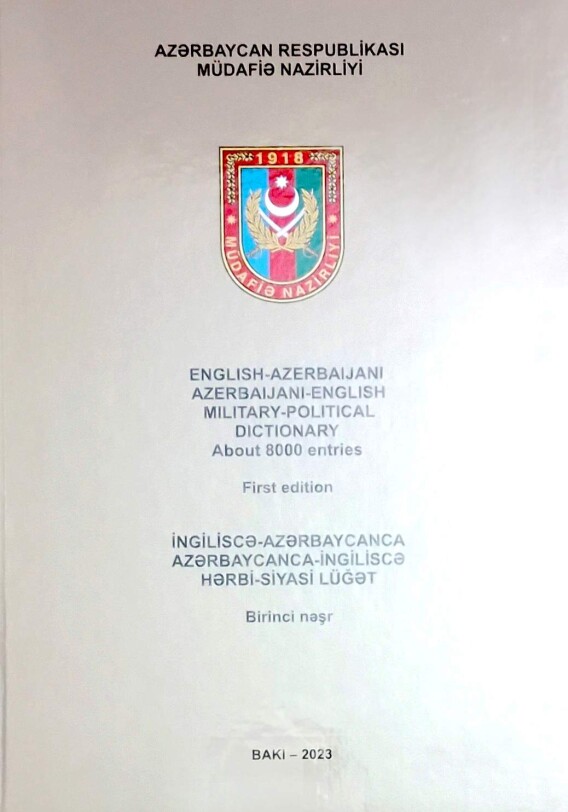 AZƏRBAYCAN RESPUBLİKASI
MÜDAFİƏ NAZİRLİYİ
1918
MÜDAFİƏ NAZİRLİYİ
ENGLISH-AZERBAIJANI
AZERBAIJANI-ENGLISH
MILITARY-POLITICAL
DICTIONARY
About 8000 entries
First edition
İNGİLİSCƏ-AZƏRBAYCANCA
AZƏRBAYCANCA-İNGİLİSCƏ
HƏRBİ-SİYASİ LÜĞƏT
Birinci nəşr
BAKI – 2023